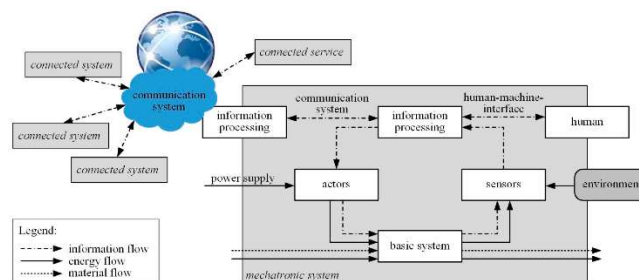 connected system
connected service
communication
system
connected system
connected system
communication
system
human-machine-
interface
information
processing
information
processing
human
power supply
actors
sensors
environment
basic system
mechatronic system
Legend:
information flow
energy flow
material flow